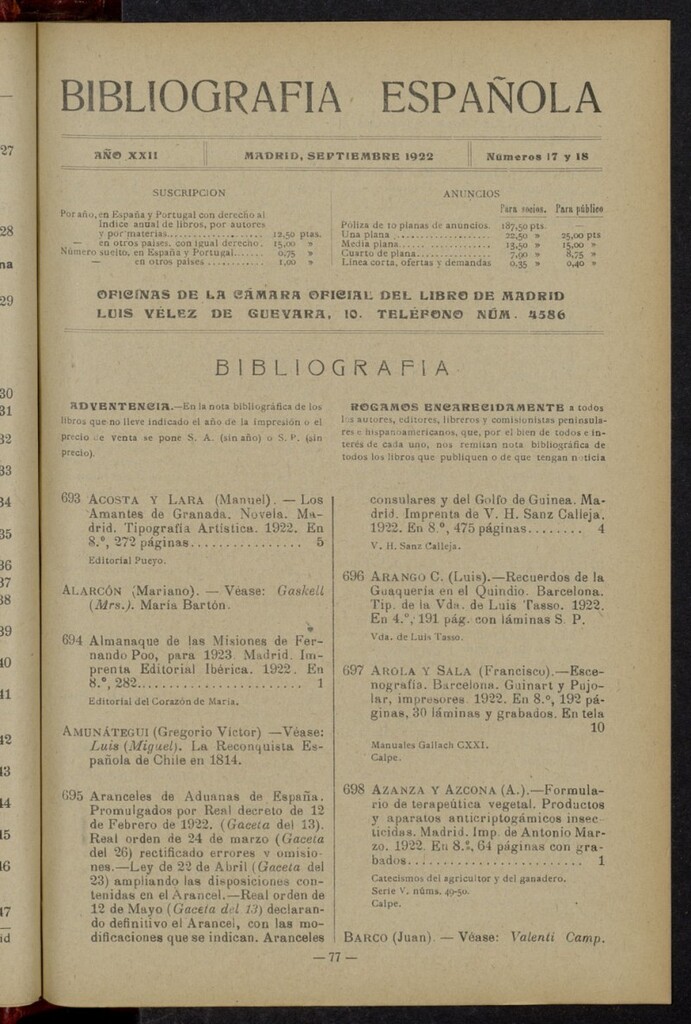 BIBLIOGRAFIA ESPAÑOLA
AÑO XXII
MADRID, SEPTIEMBRE 1922
Números 17 y 18
SUSCRIPCION
Por año, en España y Portugal con derecho al
Indice anual de libros, por autores
y por materias.................... 12,50 ptas.
— en otros países, con igual derecho. 15,00 »
Número suelto, en España y Portugal...... 0,75 »
— en otros países............ 1,00 »
ANUNCIOS
Para socios. Para público
Póliza de 10 planas de anuncios. 187,50 pts. —
Una plana.................... 22,50 » 25,00 pts
Media plana.................. 13,50 » 15,00 »
Cuarto de plana.............. 7,90 » 8,75 »
Línea corta, ofertas y demandas 0,35 » 0,40 »
OFICINAS DE LA CÁMARA OFICIAL DEL LIBRO DE MADRID
LUIS VÉLEZ DE GUEVARA, 10. TELÉFONO NÚM. 4586
BIBLIOGRAFIA
ADVENTENCIA.—En la nota bibliográfica de los
libros que no lleve indicado el año de la impresión o el
precio de venta se pone S. A. (sin año) o S. P. (sin
precio).
ROGAMOS ENCARECIDAMENTE a todos
los autores, editores, libreros y comisionistas peninsula-
res e hispanoamericanos, que, por el bien de todos e in-
terés de cada uno, nos remitan nota bibliográfica de
todos los libros que publiquen o de que tengan noticia
693 ACOSTA Y LARA (Manuel). — Los
Amantes de Granada. Novela. Ma-
drid. Tipografía Artística. 1922. En
8.º, 272 páginas................ 5
Editorial Pueyo.
ALARCÓN (Mariano). — Véase: Gaskell
(Mrs.). María Bartón.
694 Almanaque de las Misiones de Fer-
nando Poo, para 1923. Madrid. Im-
prenta Editorial Ibérica. 1922. En
8.º, 282....................... 1
Editorial del Corazón de María.
AMUNÁTEGUI (Gregorio Víctor) —Véase:
Luis (Miguel). La Reconquista Es-
pañola de Chile en 1814.
695 Aranceles de Aduanas de España.
Promulgados por Real decreto de 12
de Febrero de 1922. (Gaceta del 13).
Real orden de 24 de marzo (Gaceta
del 26) rectificado errores y omisio-
nes.—Ley de 22 de Abril (Gaceta del
23) ampliando las disposiciones con-
tenidas en el Arancel.—Real orden de
12 de Mayo (Gaceta del 13) declaran-
do definitivo el Arancel, con las mo-
dificaciones que se indican. Aranceles
consulares y del Golfo de Guinea. Ma-
drid. Imprenta de V. H. Sanz Calleja.
1922. En 8.º, 475 páginas........ 4
V. H. Sanz Calleja.
696 ARANGO C. (Luis).—Recuerdos de la
Guaquería en el Quindio. Barcelona.
Tip. de la Vda. de Luis Tasso. 1922.
En 4.º, 191 pág. con láminas S. P.
Vda. de Luis Tasso.
697 AROLA Y SALA (Francisco).—Esce-
nografía. Barcelona. Guinart y Pujo-
lar, impresores. 1922. En 8.º, 192 pá-
ginas, 30 láminas y grabados. En tela
10
Manuales Gallach CXXI.
Calpe.
698 AZANZA Y AZCONA (A.).—Formula-
rio de terapeútica vegetal. Productos
y aparatos anticriptogámicos insec-
ticidas. Madrid. Imp. de Antonio Mar-
zo. 1922. En 8.º, 64 páginas con gra-
bados........................ 1
Catecismos del agricultor y del ganadero.
Serie V. núms. 49-50.
Calpe.
BARCO (Juan). — Véase: Valenti Camp.
— 77 —